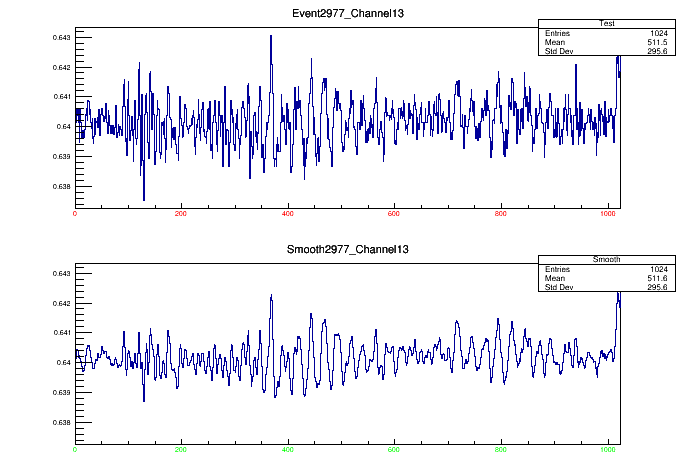 Event2977_Channel13
Test
Entries 1024
Mean 511.5
Std Dev 295.6
0.643
0.642
0.641
0.64
0.639
0.638
0 200 400 600 800 1000
Smooth2977_Channel13
Smooth
Entries 1024
Mean 511.6
Std Dev 295.6
0.643
0.642
0.641
0.64
0.639
0.638
0 200 400 600 800 1000